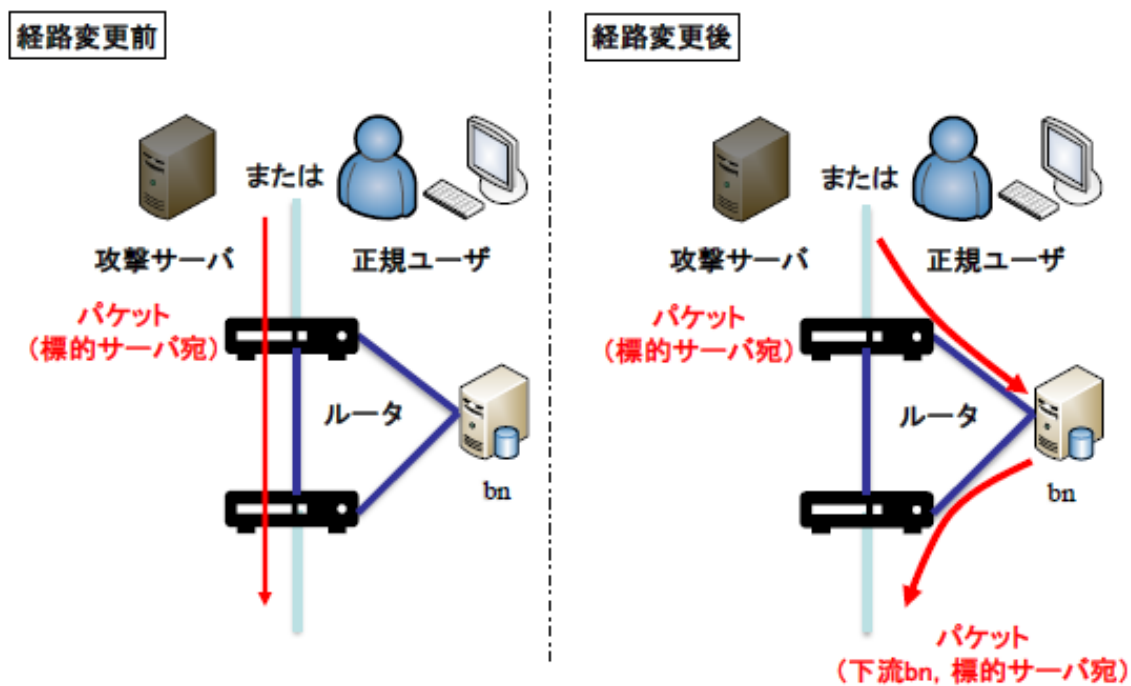 経路変更前
または
攻撃サーバ
正規ユーザ
パケット
（標的サーバ宛）
ルータ
bn
経路変更後
または
攻撃サーバ
正規ユーザ
パケット
（標的サーバ宛）
ルータ
bn
パケット
（下流bn, 標的サーバ宛）